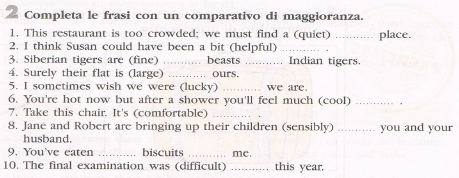 2 Completa le frasi con un comparativo di maggioranza.
1. This restaurant is too crowded; we must find a (quiet) .......... place.
2. I think Susan could have been a bit (helpful) .......... .
3. Siberian tigers are (fine) .......... beasts .......... Indian tigers.
4. Surely their flat is (large) .......... ours.
5. I sometimes wish we were (lucky) .......... we are.
6. You're hot now but after a shower you'll feel much (cool) .......... .
7. Take this chair. It's (comfortable) .......... .
8. Jane and Robert are bringing up their children (sensibly) .......... you and your
husband.
9. You've eaten .......... biscuits .......... me.
10. The final examination was (difficult) .......... this year.